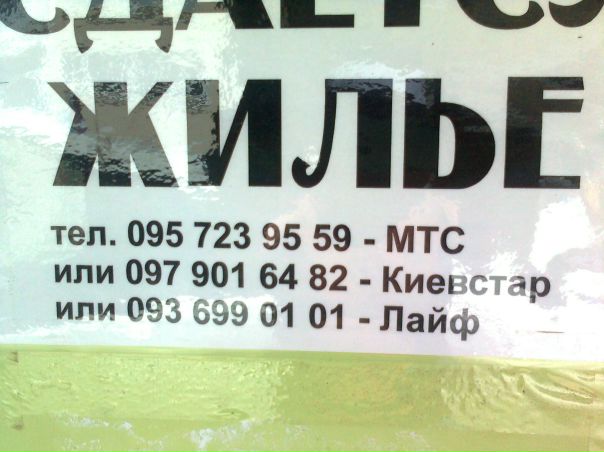 СДАЕТСЯ
ЖИЛЬЕ
тел. 095 723 95 59 - МТС
или 097 901 64 82 - Киевстар
или 093 699 01 01 - Лайф